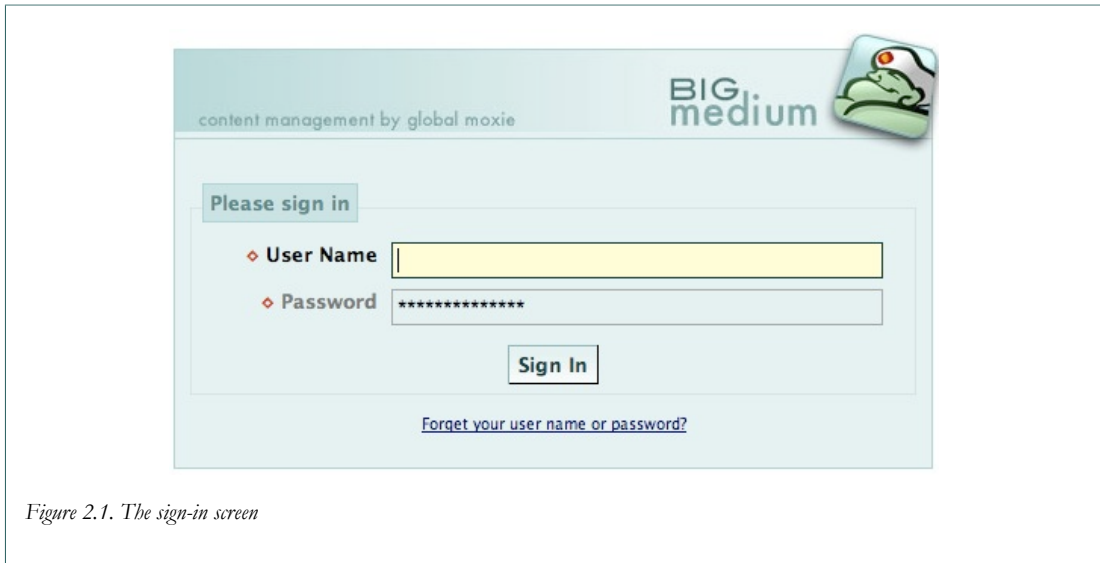 content management by global moxie
BIG
medium
Please sign in
User Name
Password **************
Sign In
Forget your user name or password?
Figure 2.1. The sign-in screen